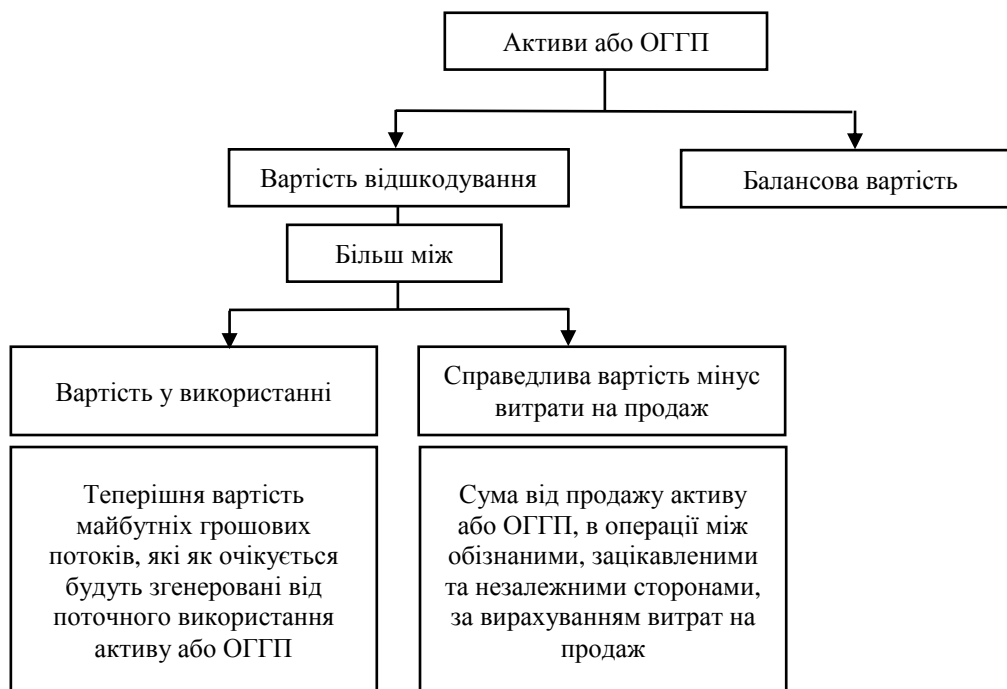 Активи або ОГГП
Вартість відшкодування
Балансова вартість
Більш між
Вартість у використанні
Справедлива вартість мінус
витрати на продаж
Теперішня вартість
майбутніх грошових
потоків, які як очікується
будуть згенеровані від
поточного використання
активу або ОГГП
Сума від продажу активу
або ОГГП, в операції між
обізнаними, зацікавленими
та незалежними сторонами,
за вирахуванням витрат на
продаж